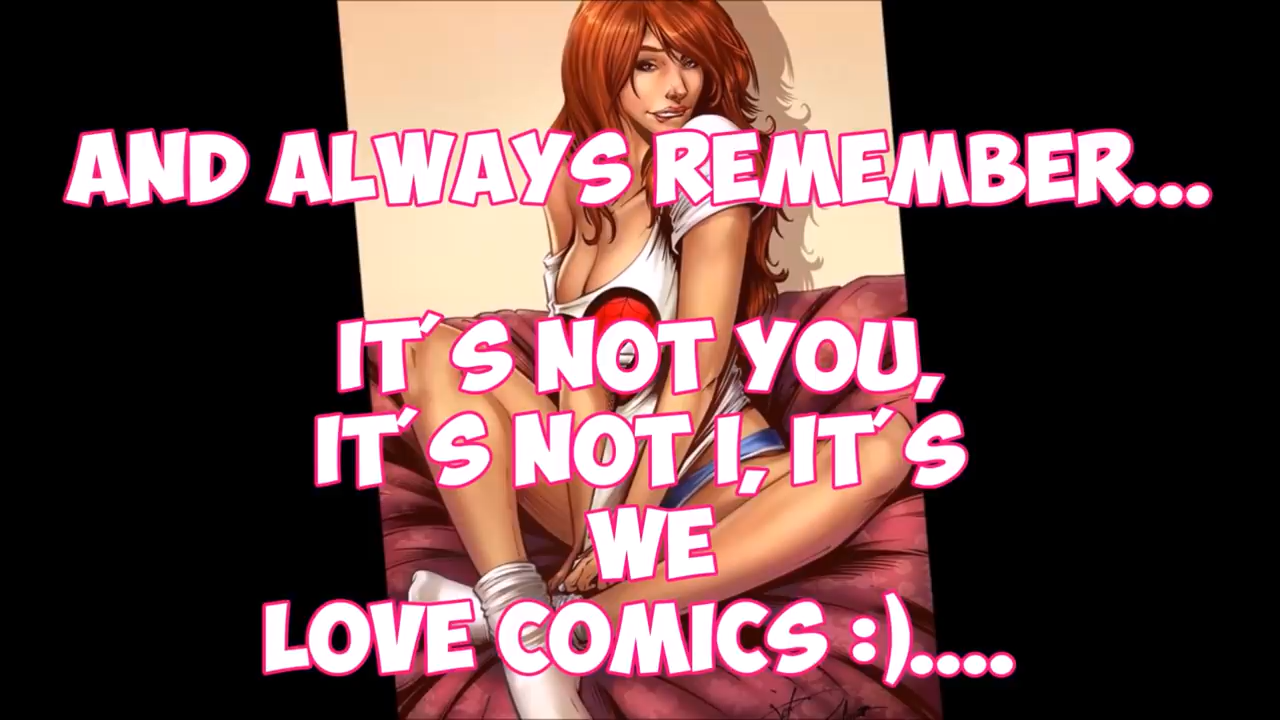 AND ALWAYS REMEMBER...
IT'S NOT YOU,
IT'S NOT I, IT'S
WE
LOVE COMICS :)....